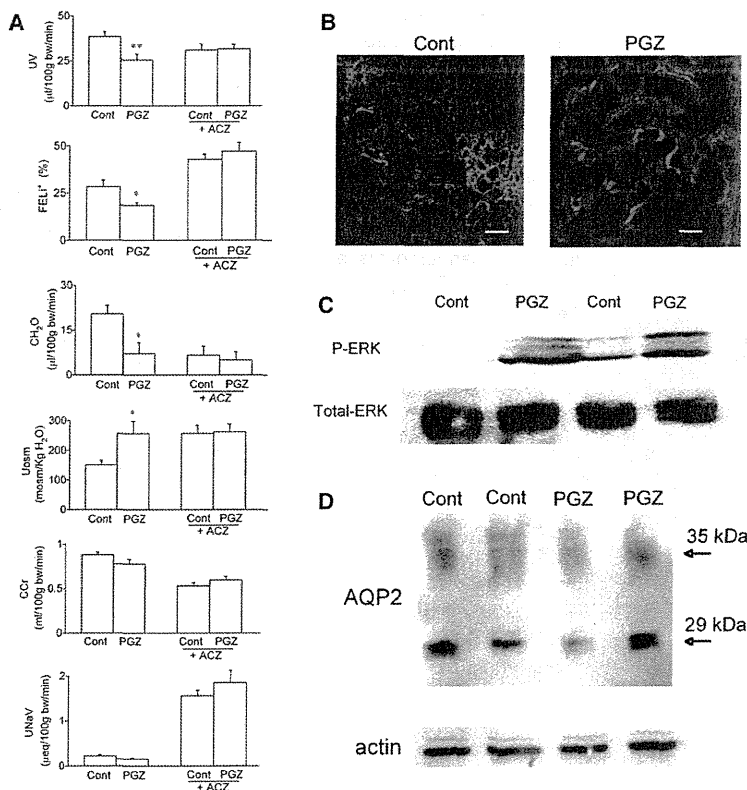 A
UV
(µl/100g bw/min)
50
25
0
**
Cont PGZ Cont PGZ
+ ACZ
FELi⁺ (%)
50
25
0
*
Cont PGZ Cont PGZ
+ ACZ
CH₂O
(µl/100g bw/min)
30
15
0
*
Cont PGZ Cont PGZ
+ ACZ
Uosm
(mosm/Kg H₂O)
300
200
100
0
*
Cont PGZ Cont PGZ
+ ACZ
CCr
(ml/100g bw/min)
1
0.5
0
Cont PGZ Cont PGZ
+ ACZ
UNaV
(µeq/100g bw/min)
2
1
0
Cont PGZ Cont PGZ
+ ACZ
B
Cont PGZ
C
Cont PGZ Cont PGZ
P-ERK
Total-ERK
D
Cont Cont PGZ PGZ
35 kDa
AQP2
29 kDa
actin